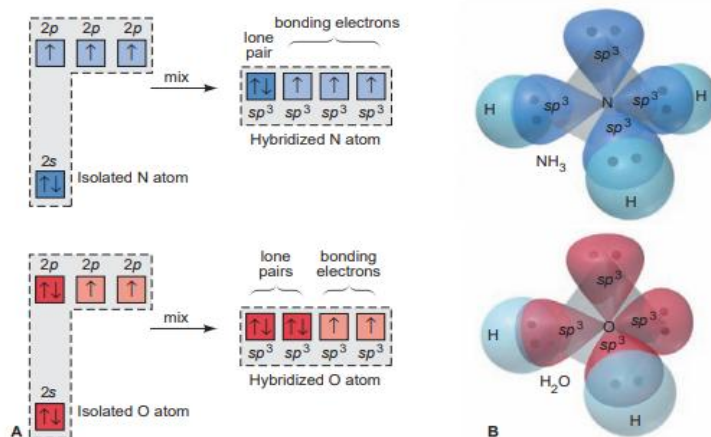 2p 2p 2p
↑ ↑ ↑
2s
↑↓
Isolated N atom
mix
bonding electrons
lone
pair
↑↓ ↑ ↑ ↑
sp³ sp³ sp³ sp³
Hybridized N atom
sp³
H
sp³
N
sp³
H
sp³
NH₃
H
2p 2p 2p
↑↓ ↑ ↑
2s
↑↓
Isolated O atom
mix
lone
pairs
bonding
electrons
↑↓ ↑↓ ↑ ↑
sp³ sp³ sp³ sp³
Hybridized O atom
sp³
H
sp³
O
sp³
sp³
H₂O
H
A
B